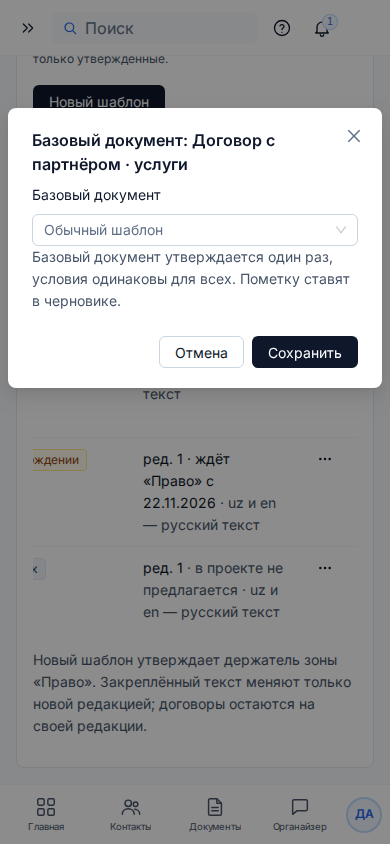 Поиск
1
только утверждённые.
Новый шаблон
Базовый документ: Договор с
партнёром · услуги
Базовый документ
Обычный шаблон
Базовый документ утверждается один раз,
условия одинаковы для всех. Пометку ставят
в черновике.
Отмена
Сохранить
текст
ред. 1 · ждёт
«Право» с
22.11.2026 · uz и en
— русский текст
ред. 1 · в проекте не
предлагается · uz и
en — русский текст
Новый шаблон утверждает держатель зоны
«Право». Закреплённый текст меняют только
новой редакцией; договоры остаются на
своей редакции.
Главная
Контакты
Документы
Органайзер
ДА